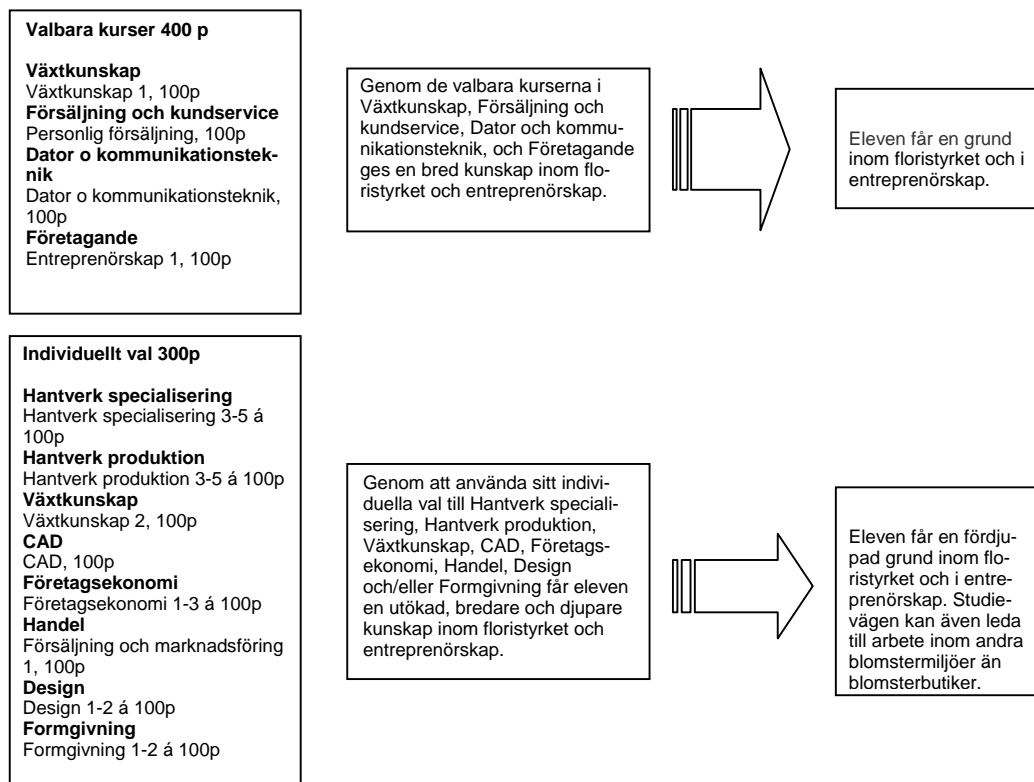 Valbara kurser 400 p
Växtkunskap
Växtkunskap 1, 100p
Försäljning och kundservice
Personlig försäljning, 100p
Dator o kommunikationstek-
nik
Dator o kommunikationsteknik,
100p
Företagande
Entreprenörskap 1, 100p
Genom de valbara kurserna i
Växtkunskap, Försäljning och
kundservice, Dator och kommu-
nikationsteknik, och Företagande
ges en bred kunskap inom flo-
ristyrket och entreprenörskap.
Eleven får en grund
inom floristyrket och i
entreprenörskap.
Individuellt val 300p
Hantverk specialisering
Hantverk specialisering 3-5 á
100p
Hantverk produktion
Hantverk produktion 3-5 á 100p
Växtkunskap
Växtkunskap 2, 100p
CAD
CAD, 100p
Företagsekonomi
Företagsekonomi 1-3 á 100p
Handel
Försäljning och marknadsföring
1, 100p
Design
Design 1-2 á 100p
Formgivning
Formgivning 1-2 á 100p
Genom att använda sitt indivi-
duella val till Hantverk speciali-
sering, Hantverk produktion,
Växtkunskap, CAD, Företags-
ekonomi, Handel, Design
och/eller Formgivning får eleven
en utökad, bredare och djupare
kunskap inom floristyrket och
entreprenörskap.
Eleven får en fördju-
pad grund inom flo-
ristyrket och i entre-
prenörskap. Studie-
vägen kan även leda
till arbete inom andra
blomstermiljöer än
blomsterbutiker.